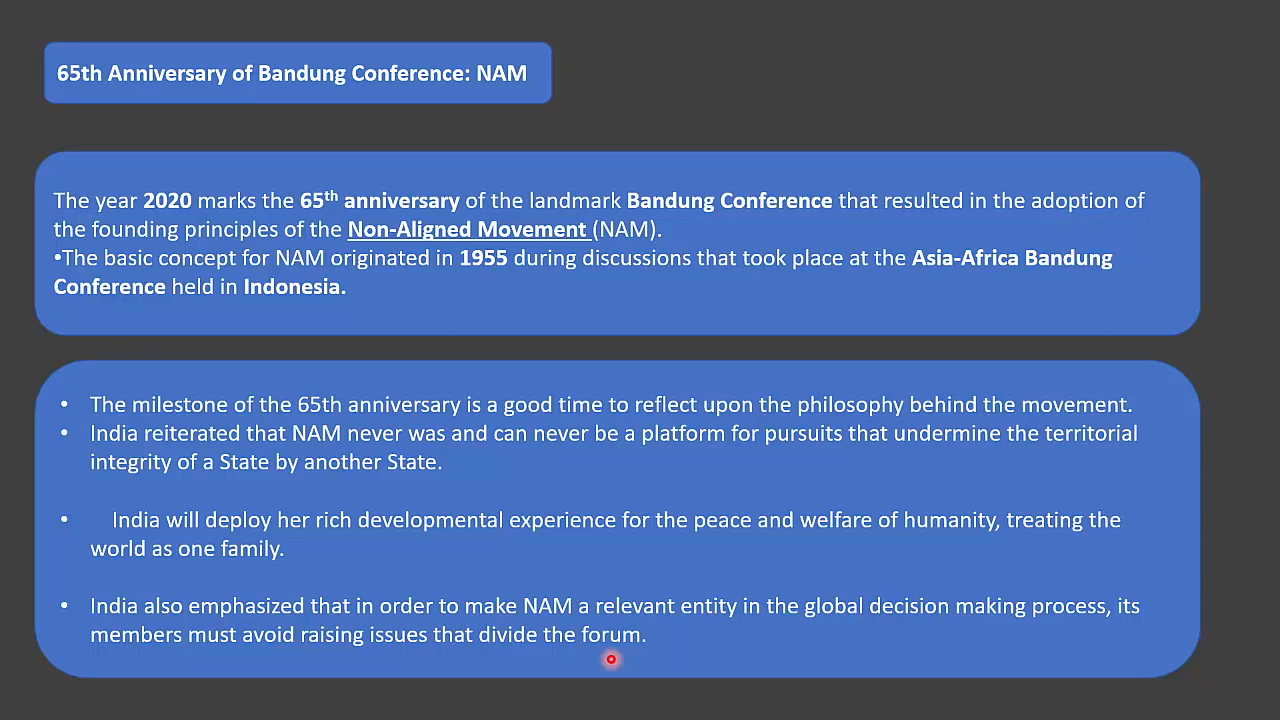 65th Anniversary of Bandung Conference: NAM
The year 2020 marks the 65th anniversary of the landmark Bandung Conference that resulted in the adoption of
the founding principles of the Non-Aligned Movement (NAM).
•The basic concept for NAM originated in 1955 during discussions that took place at the Asia-Africa Bandung
Conference held in Indonesia.
• The milestone of the 65th anniversary is a good time to reflect upon the philosophy behind the movement.
• India reiterated that NAM never was and can never be a platform for pursuits that undermine the territorial
integrity of a State by another State.
• India will deploy her rich developmental experience for the peace and welfare of humanity, treating the
world as one family.
• India also emphasized that in order to make NAM a relevant entity in the global decision making process, its
members must avoid raising issues that divide the forum.